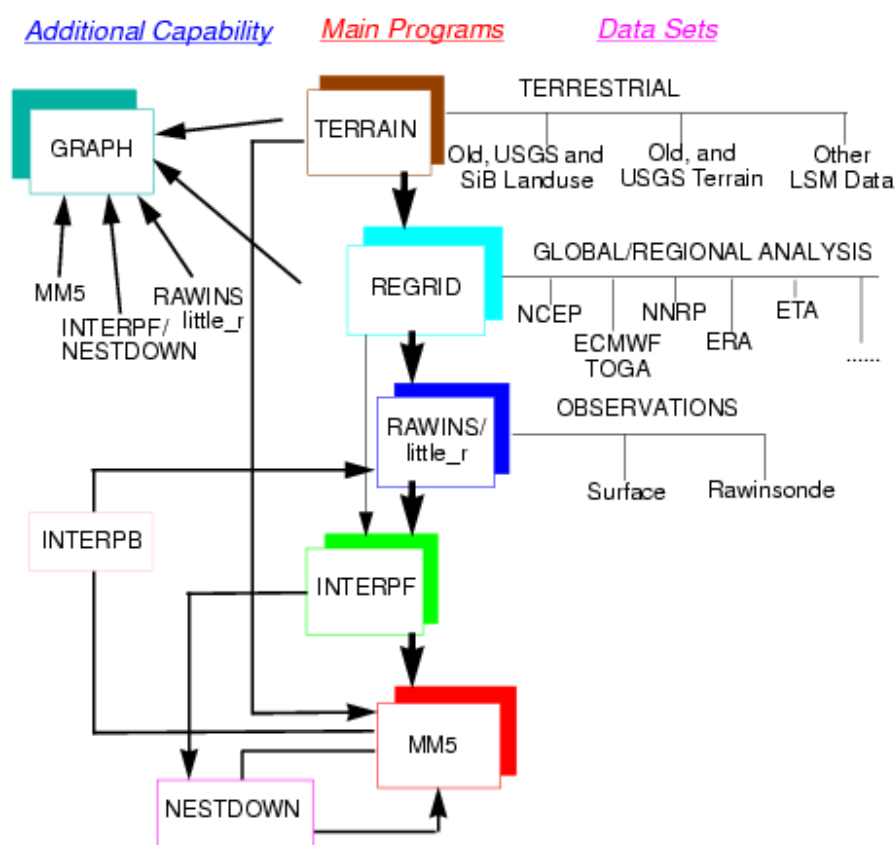 Additional Capability
Main Programs
Data Sets
TERRAIN
TERRESTRIAL
Old, USGS and
SiB Landuse
Old, and
USGS Terrain
Other
LSM Data
GRAPH
MM5
INTERPF/
NESTDOWN
RAWINS
little_r
REGRID
GLOBAL/REGIONAL ANALYSIS
NCEP
ECMWF
TOGA
NNRP
ERA
ETA
......
RAWINS/
little_r
OBSERVATIONS
Surface
Rawinsonde
INTERPB
INTERPF
MM5
NESTDOWN